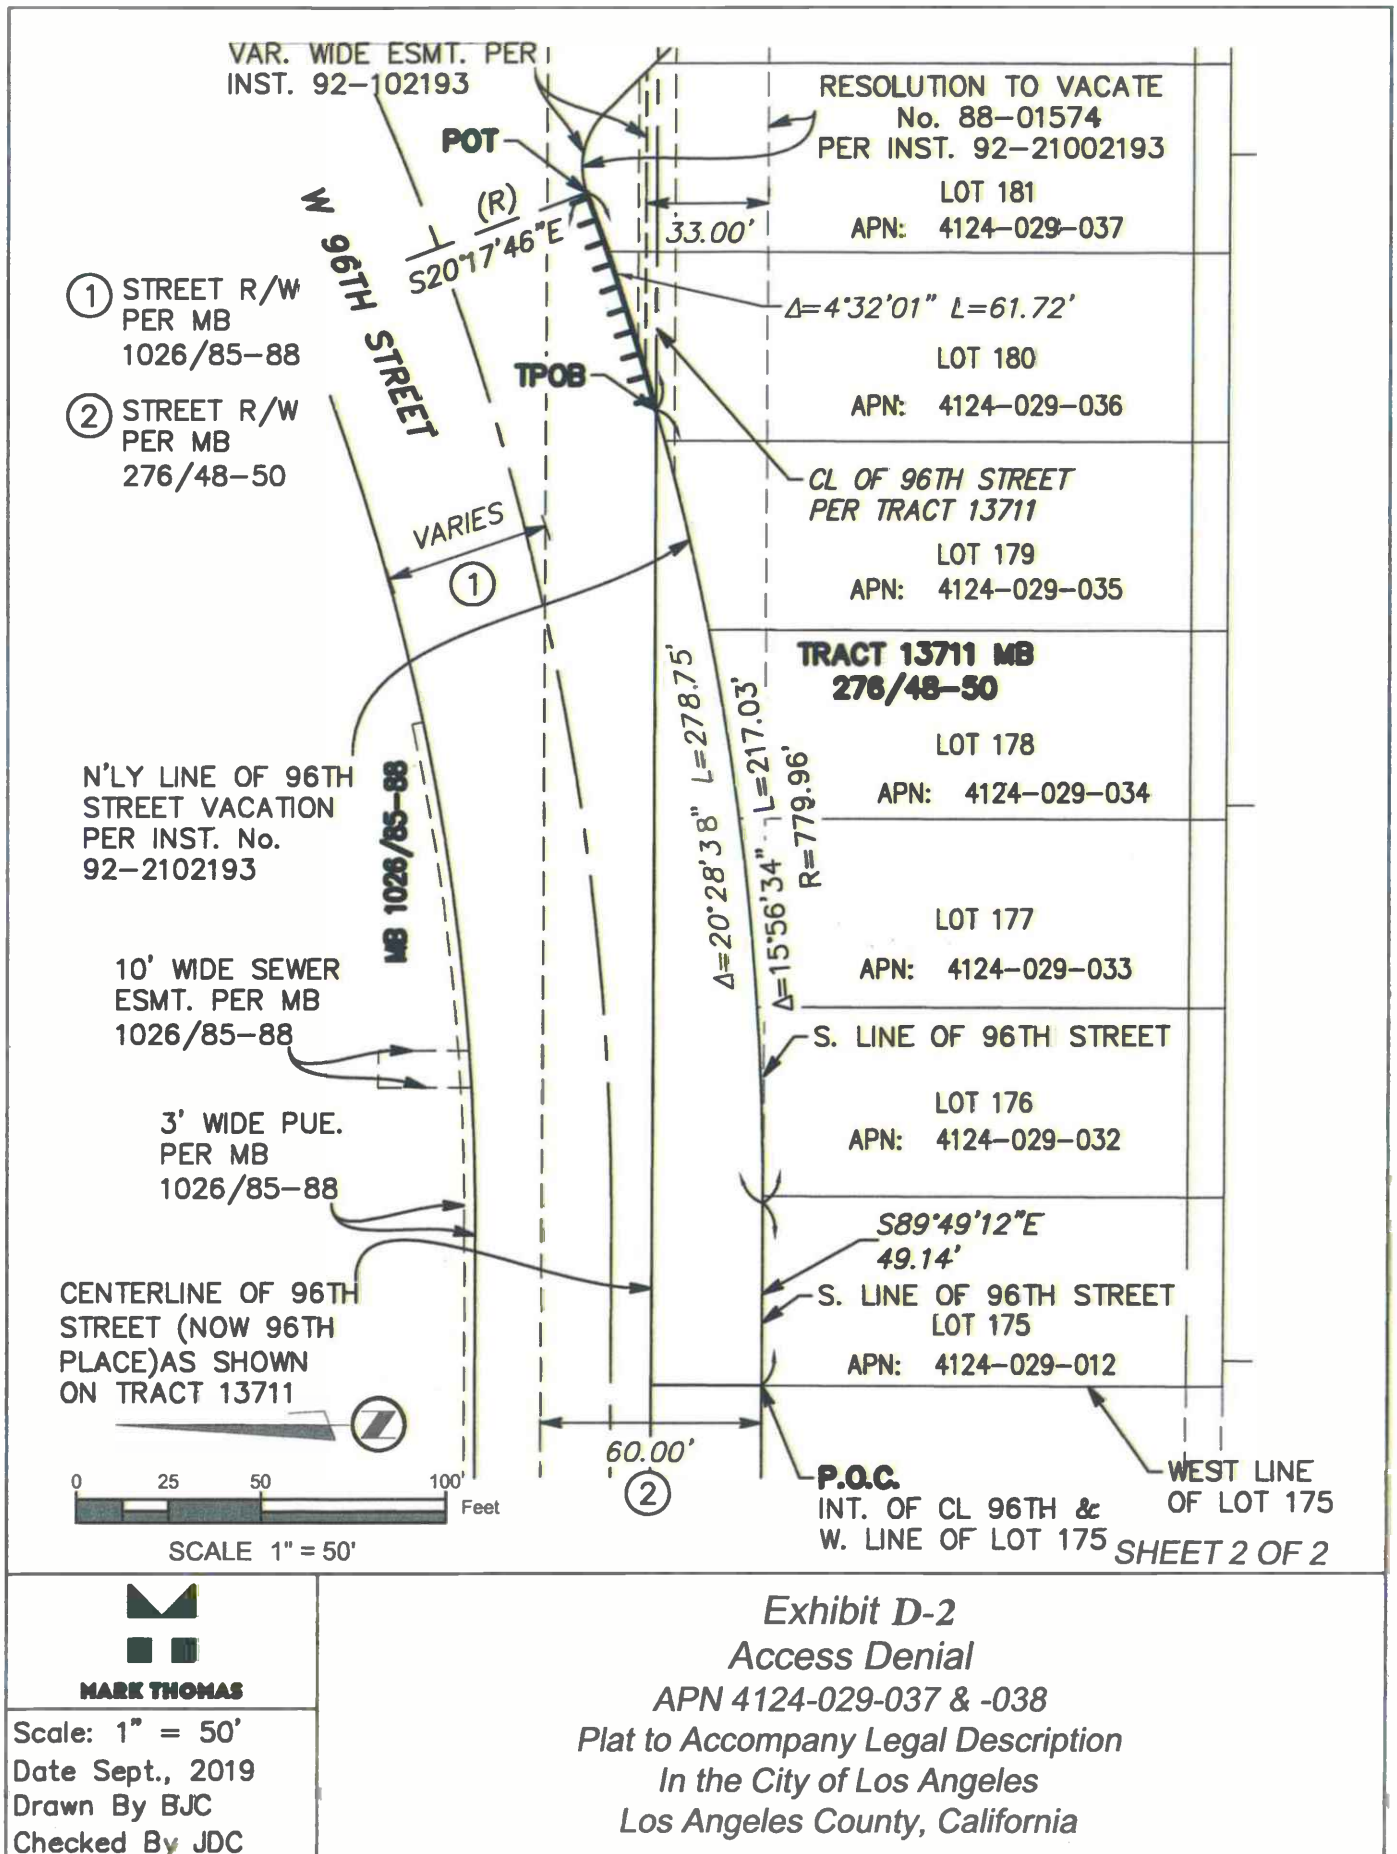 VAR. WIDE ESMT. PER
INST. 92-102193
RESOLUTION TO VACATE
No. 88-01574
PER INST. 92-21002193
POT
LOT 181
APN: 4124-029-037
33.00'
(R)
S20°17'46"E
W 96TH STREET
1 STREET R/W
PER MB
1026/85-88
2 STREET R/W
PER MB
276/48-50
Δ=4°32'01" L=61.72'
LOT 180
APN: 4124-029-036
TPOB
CL OF 96TH STREET
PER TRACT 13711
VARIES
1
LOT 179
APN: 4124-029-035
TRACT 13711 MB
276/48-50
LOT 178
APN: 4124-029-034
Δ=20°28'38" L=278.75'
Δ=15°56'34" L=217.03'
R=779.96'
N'LY LINE OF 96TH
STREET VACATION
PER INST. No.
92-2102193
MB 1026/85-88
LOT 177
APN: 4124-029-033
10' WIDE SEWER
ESMT. PER MB
1026/85-88
S. LINE OF 96TH STREET
LOT 176
APN: 4124-029-032
3' WIDE PUE.
PER MB
1026/85-88
S89°49'12"E
49.14'
S. LINE OF 96TH STREET
LOT 175
APN: 4124-029-012
CENTERLINE OF 96TH
STREET (NOW 96TH
PLACE)AS SHOWN
ON TRACT 13711
Z
60.00'
2
P.O.C.
INT. OF CL 96TH &
W. LINE OF LOT 175
WEST LINE
OF LOT 175
0 25 50 100'
Feet
SCALE 1" = 50'
SHEET 2 OF 2
MARK THOMAS
Scale: 1" = 50'
Date Sept., 2019
Drawn By BJC
Checked By JDC
Exhibit D-2
Access Denial
APN 4124-029-037 & -038
Plat to Accompany Legal Description
In the City of Los Angeles
Los Angeles County, California